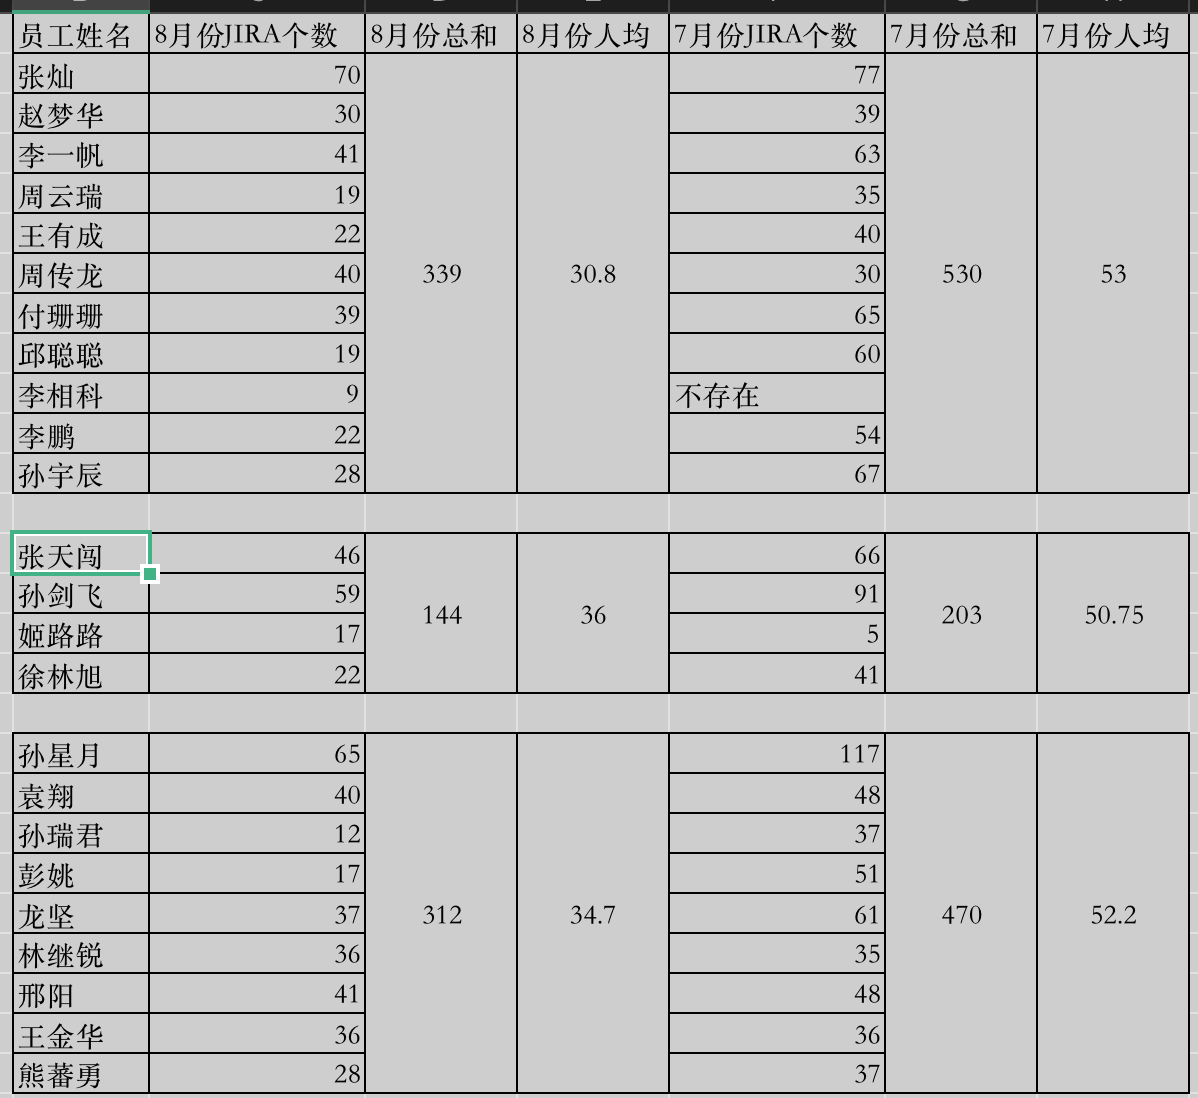 员工姓名 8月份JIRA个数 8月份总和 8月份人均 7月份JIRA个数 7月份总和 7月份人均
张灿 70 77
赵梦华 30 39
李一帆 41 63
周云瑞 19 35
王有成 22 40
周传龙 40 339 30.8 30 530 53
付珊珊 39 65
邱聪聪 19 60
李相科 9 不存在
李鹏 22 54
孙宇辰 28 67
张天闯 46 66
孙剑飞 59 91
144 36 203 50.75
姬路路 17 5
徐林旭 22 41
孙星月 65 117
袁翔 40 48
孙瑞君 12 37
彭姚 17 51
龙坚 37 312 34.7 61 470 52.2
林继锐 36 35
邢阳 41 48
王金华 36 36
熊蕃勇 28 37